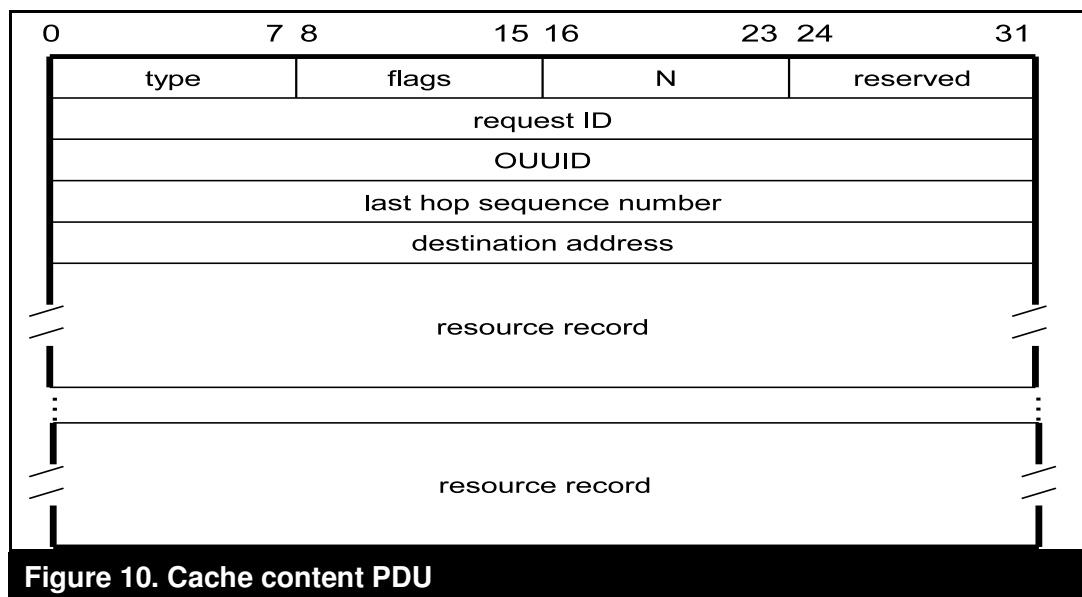 0 7 8 15 16 23 24 31
type flags N reserved
request ID
OUUID
last hop sequence number
destination address
resource record
resource record
Figure 10. Cache content PDU